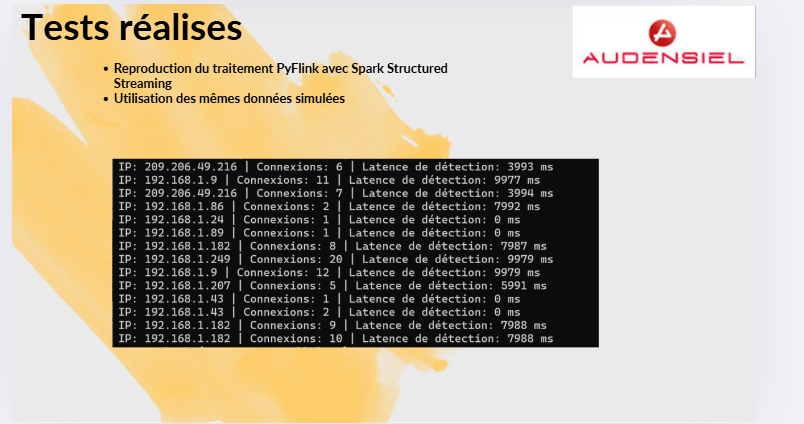 Tests réalises
AUDENSIEL
• Reproduction du traitement PyFlink avec Spark Structured
Streaming
• Utilisation des mêmes données simulées
IP: 209.206.49.216 | Connexions: 6 | Latence de détection: 3993 ms
IP: 192.168.1.9 | Connexions: 11 | Latence de détection: 9977 ms
IP: 209.206.49.216 | Connexions: 7 | Latence de détection: 3994 ms
IP: 192.168.1.86 | Connexions: 2 | Latence de détection: 7992 ms
IP: 192.168.1.24 | Connexions: 1 | Latence de détection: 0 ms
IP: 192.168.1.89 | Connexions: 1 | Latence de détection: 0 ms
IP: 192.168.1.182 | Connexions: 8 | Latence de détection: 7987 ms
IP: 192.168.1.249 | Connexions: 20 | Latence de détection: 9979 ms
IP: 192.168.1.9 | Connexions: 12 | Latence de détection: 9979 ms
IP: 192.168.1.207 | Connexions: 5 | Latence de détection: 5991 ms
IP: 192.168.1.43 | Connexions: 1 | Latence de détection: 0 ms
IP: 192.168.1.43 | Connexions: 2 | Latence de détection: 0 ms
IP: 192.168.1.182 | Connexions: 9 | Latence de détection: 7988 ms
IP: 192.168.1.182 | Connexions: 10 | Latence de détection: 7988 ms